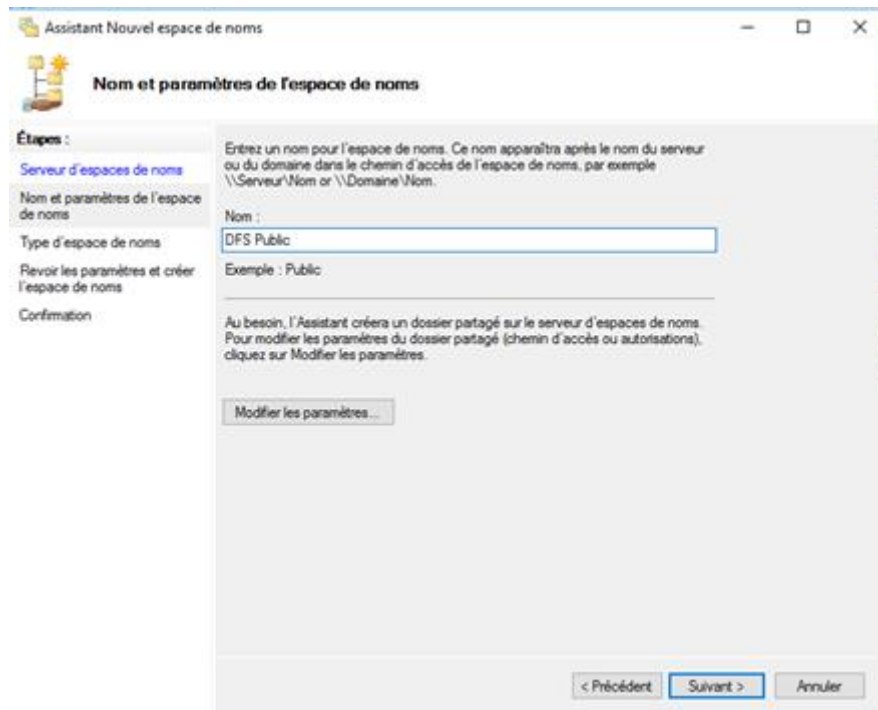 Assistant Nouvel espace de noms
Nom et paramètres de l'espace de noms
Étapes :
Serveur d'espaces de noms
Nom et paramètres de l'espace
de noms
Type d'espace de noms
Revoir les paramètres et créer
l'espace de noms
Confirmation
Entrez un nom pour l'espace de noms. Ce nom apparaîtra après le nom du serveur
ou du domaine dans le chemin d'accès de l'espace de noms, par exemple
\\Serveur\Nom or \\Domaine\Nom.
Nom :
DFS Public
Exemple : Public
Au besoin, l'Assistant créera un dossier partagé sur le serveur d'espaces de noms.
Pour modifier les paramètres du dossier partagé (chemin d'accès ou autorisations),
cliquez sur Modifier les paramètres.
Modifier les paramètres...
< Précédent
Suivant >
Annuler